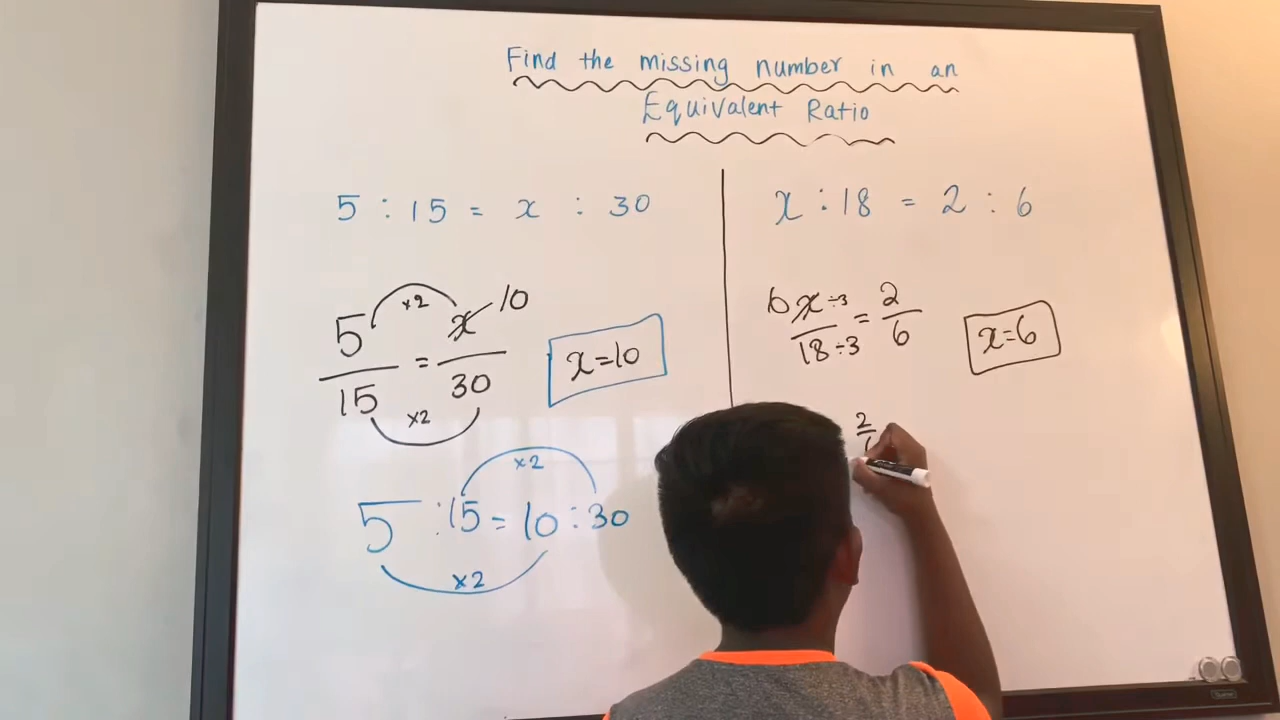 Find the missing number in an
Equivalent Ratio
5 : 15 = x : 30
×2
5/15 = x/30 10
×2
x=10
×2
5 : 15 = 10 : 30
×2
x : 18 = 2 : 6
6 x÷3/18÷3 = 2/6
x=6
2